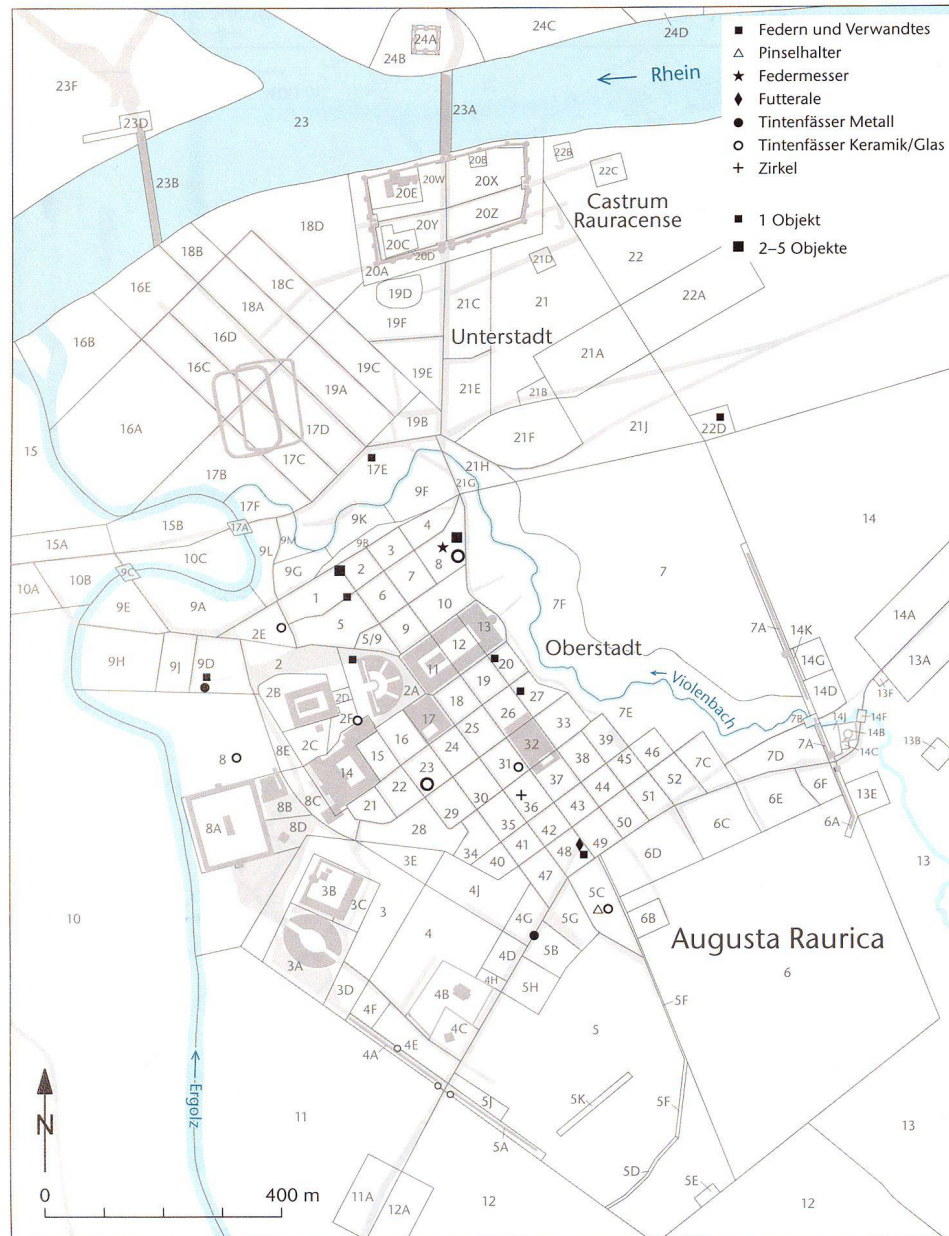 24A
24B
24C
24D
23F
23
23A
23D
23B
Rhein
Federn und Verwandtes
Pinselhalter
Federmesser
Futterale
Tintenfässer Metall
Tintenfässer Keramik/Glas
Zirkel
1 Objekt
2–5 Objekte
20B
22B
22C
20W
20E
20X
20Y
20Z
20C
20D
20A
Castrum
Rauracense
18D
18B
18C
16E
18A
16D
16B
16C
16A
19D
19F
19C
19E
19A
19B
21C
21
21D
22
22A
Unterstadt
21A
21E
21B
21F
21J
22D
15
17D
17C
17B
17E
17F
17A
21H
21G
9F
9K
9M
9L
9B
9G
15B
15A
10C
10B
10A
9C
9E
9A
9H
9J
9D
4
3
2
8
7
1
6
5
5/9
9
10
2E
2
2B
2C
2D
2F
2A
11
12
13
14
7
7F
Oberstadt
Violenbach
7E
7A
14K
14G
14D
14A
13A
13F
7B
14J
14F
14B
14C
13B
7A
7D
7C
13E
6F
6E
6A
6C
6D
6B
20
19
27
18
26
33
17
25
32
39
16
24
31
38
45
46
15
23
37
44
52
14
22
30
36
43
51
21
29
35
42
50
28
34
41
49
40
48
47
8
8E
8C
8B
8A
8D
3E
3B
3C
3
3A
3D
4J
4
4G
4D
4H
4B
4C
4F
4E
4A
5G
5C
5B
5H
5
5F
5K
5J
5A
5F
5D
5E
Augusta Raurica
6
13
13
12
12
10
11
11A
12A
Ergolz
N
0
400 m